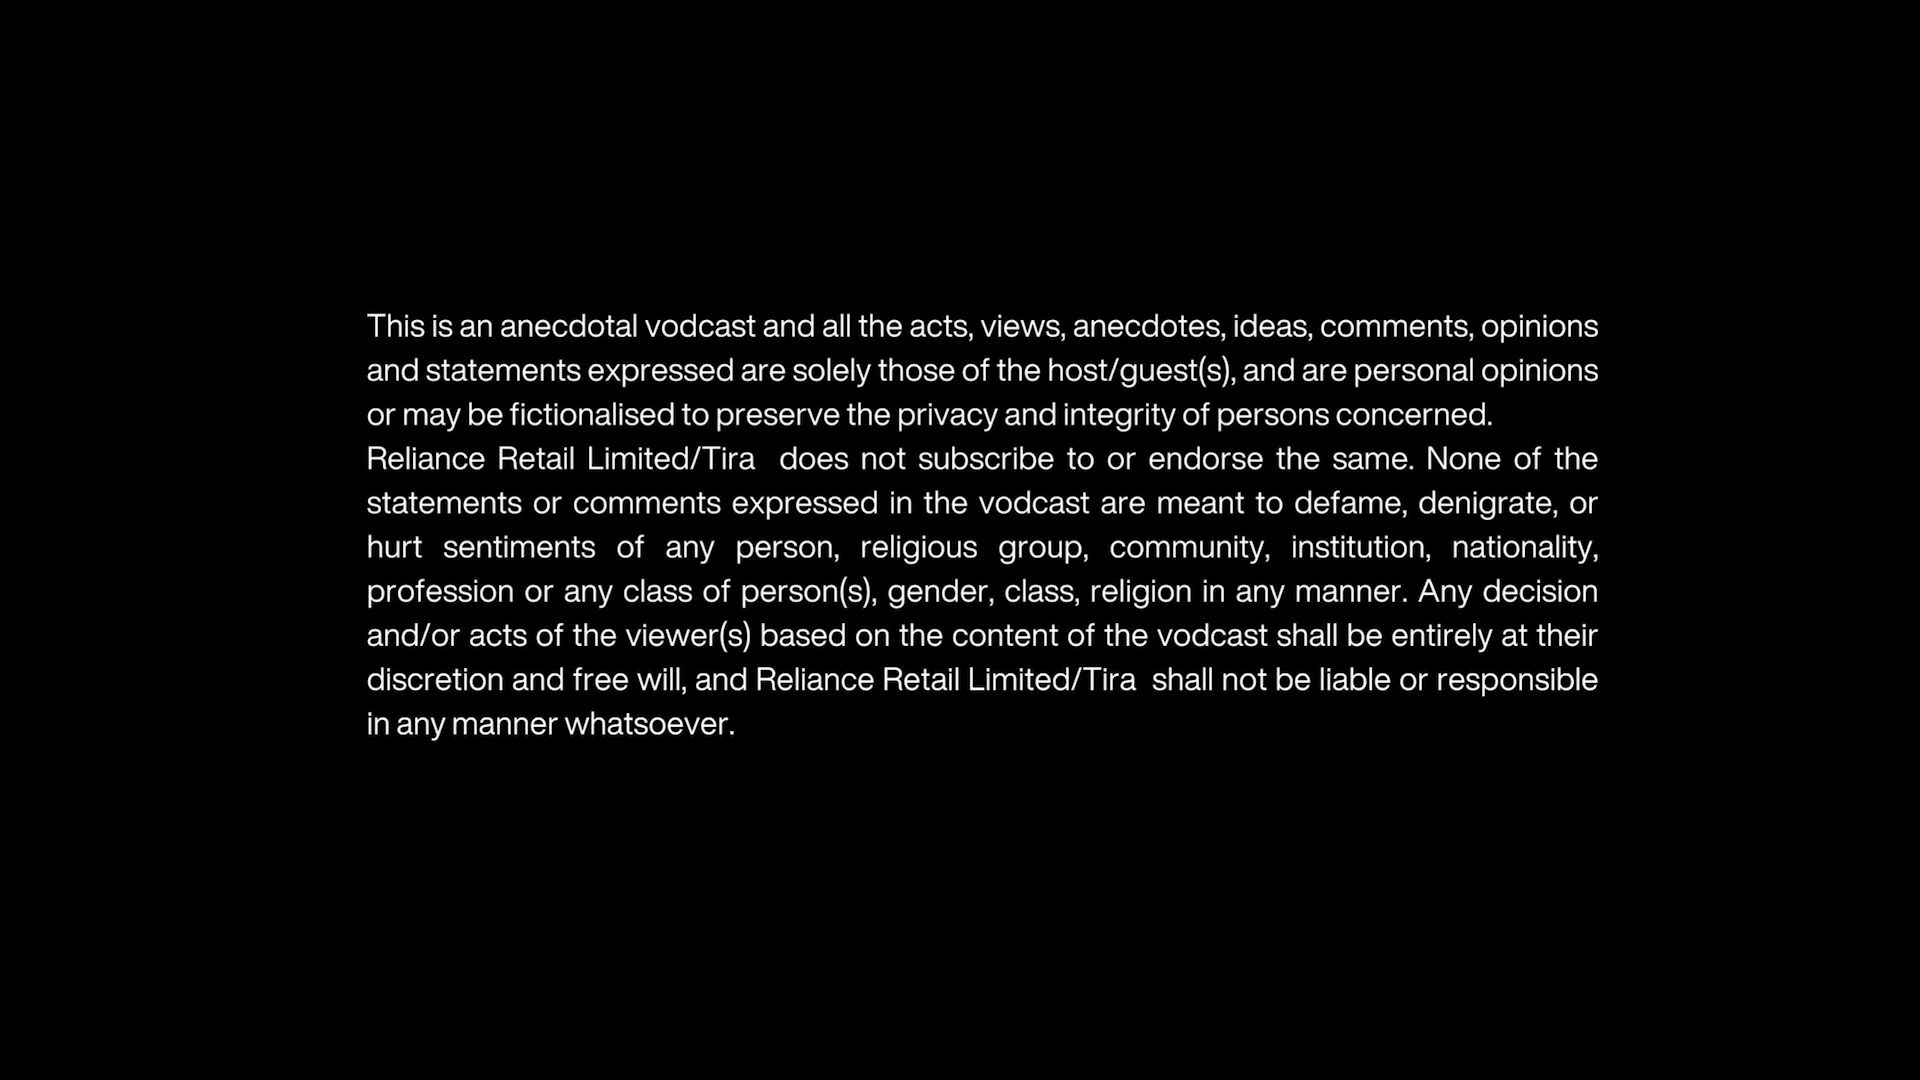 This is an anecdotal vodcast and all the acts, views, anecdotes, ideas, comments, opinions
and statements expressed are solely those of the host/guest(s), and are personal opinions
or may be fictionalised to preserve the privacy and integrity of persons concerned.
Reliance Retail Limited/Tira does not subscribe to or endorse the same. None of the
statements or comments expressed in the vodcast are meant to defame, denigrate, or
hurt sentiments of any person, religious group, community, institution, nationality,
profession or any class of person(s), gender, class, religion in any manner. Any decision
and/or acts of the viewer(s) based on the content of the vodcast shall be entirely at their
discretion and free will, and Reliance Retail Limited/Tira shall not be liable or responsible
in any manner whatsoever.